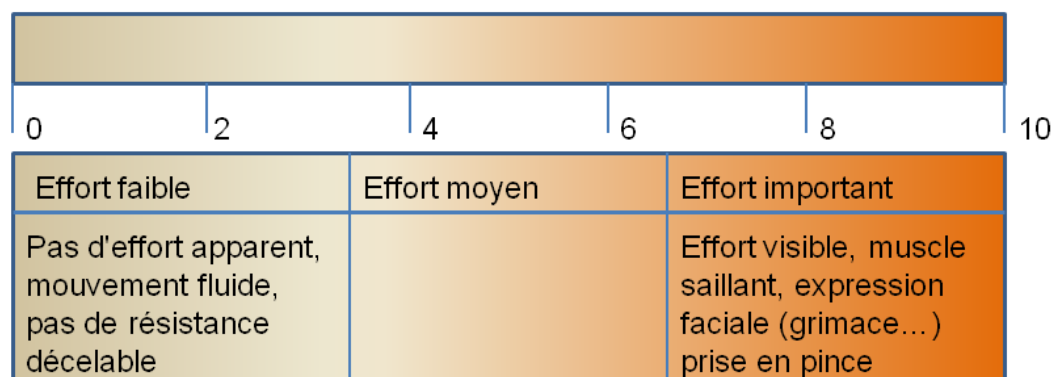 0 2 4 6 8 10
Effort faible
Effort moyen
Effort important
Pas d'effort apparent,
mouvement fluide,
pas de résistance
décelable
Effort visible, muscle
saillant, expression
faciale (grimace...)
prise en pince